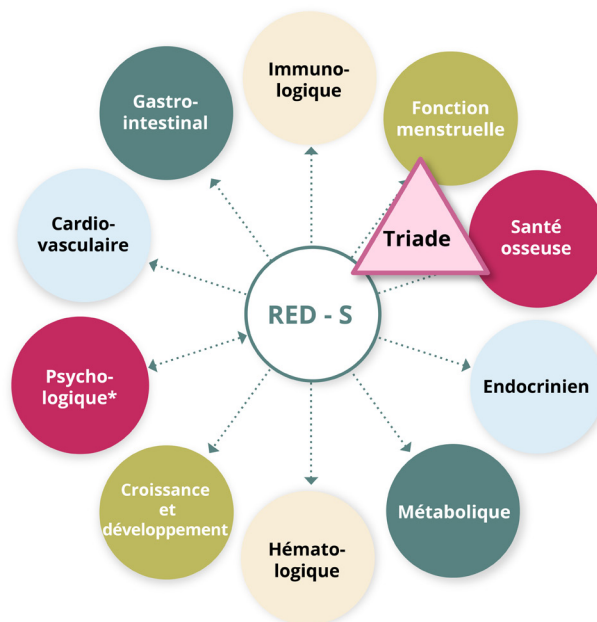 Immuno-
logique
Fonction
menstruelle
Triade
Santé
osseuse
Endocrinien
Métabolique
Hémato-
logique
Croissance
et
développement
Psycho-
logique*
Cardio-
vasculaire
Gastro-
intestinal
RED - S